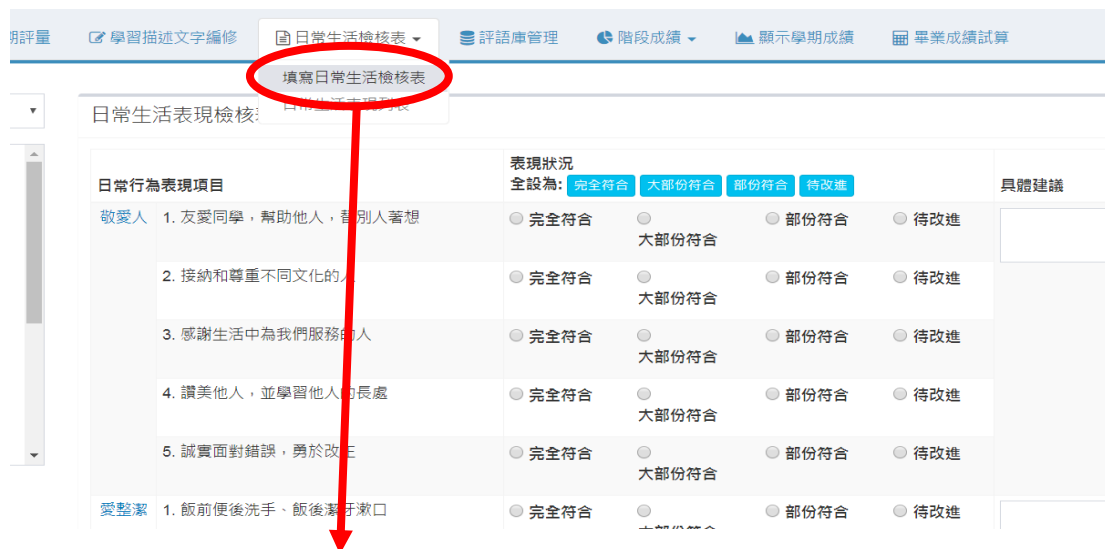 期評量 學習描述文字編修 日常生活檢核表 評語庫管理 階段成績 顯示學期成績 畢業成績試算
填寫日常生活檢核表
日常生活表現列表
日常生活表現檢核
表現狀況
日常行為表現項目 全設為: 完全符合 大部份符合 部份符合 待改進 具體建議
敬愛人 1. 友愛同學，幫助他人，替別人著想 完全符合 大部份符合 部份符合 待改進
2. 接納和尊重不同文化的人 完全符合 大部份符合 部份符合 待改進
3. 感謝生活中為我們服務的人 完全符合 大部份符合 部份符合 待改進
4. 讚美他人，並學習他人的長處 完全符合 大部份符合 部份符合 待改進
5. 誠實面對錯誤，勇於改正 完全符合 大部份符合 部份符合 待改進
愛整潔 1. 飯前便後洗手、飯後潔牙漱口 完全符合 大部份符合 部份符合 待改進